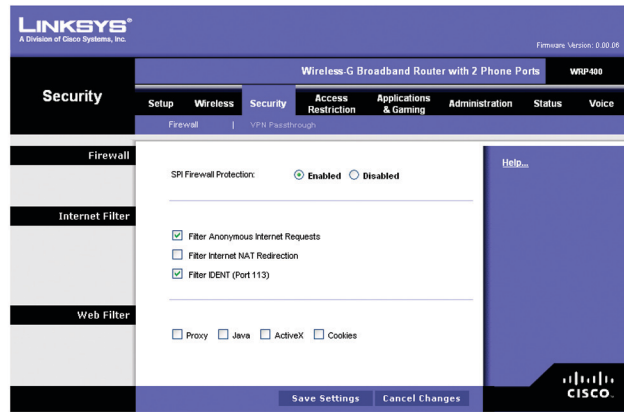 LINKSYS®
A Division of Cisco Systems, Inc.
Firmware Version: 0.00.06
Wireless-G Broadband Router with 2 Phone Ports WRP400
Security
Setup Wireless Security Access Restriction Applications & Gaming Administration Status Voice
Firewall | VPN Passthrough
Firewall
SPI Firewall Protection: Enabled Disabled
Help...
Internet Filter
Filter Anonymous Internet Requests
Filter Internet NAT Redirection
Filter IDENT (Port 113)
Web Filter
Proxy Java ActiveX Cookies
Save Settings Cancel Changes
CISCO.